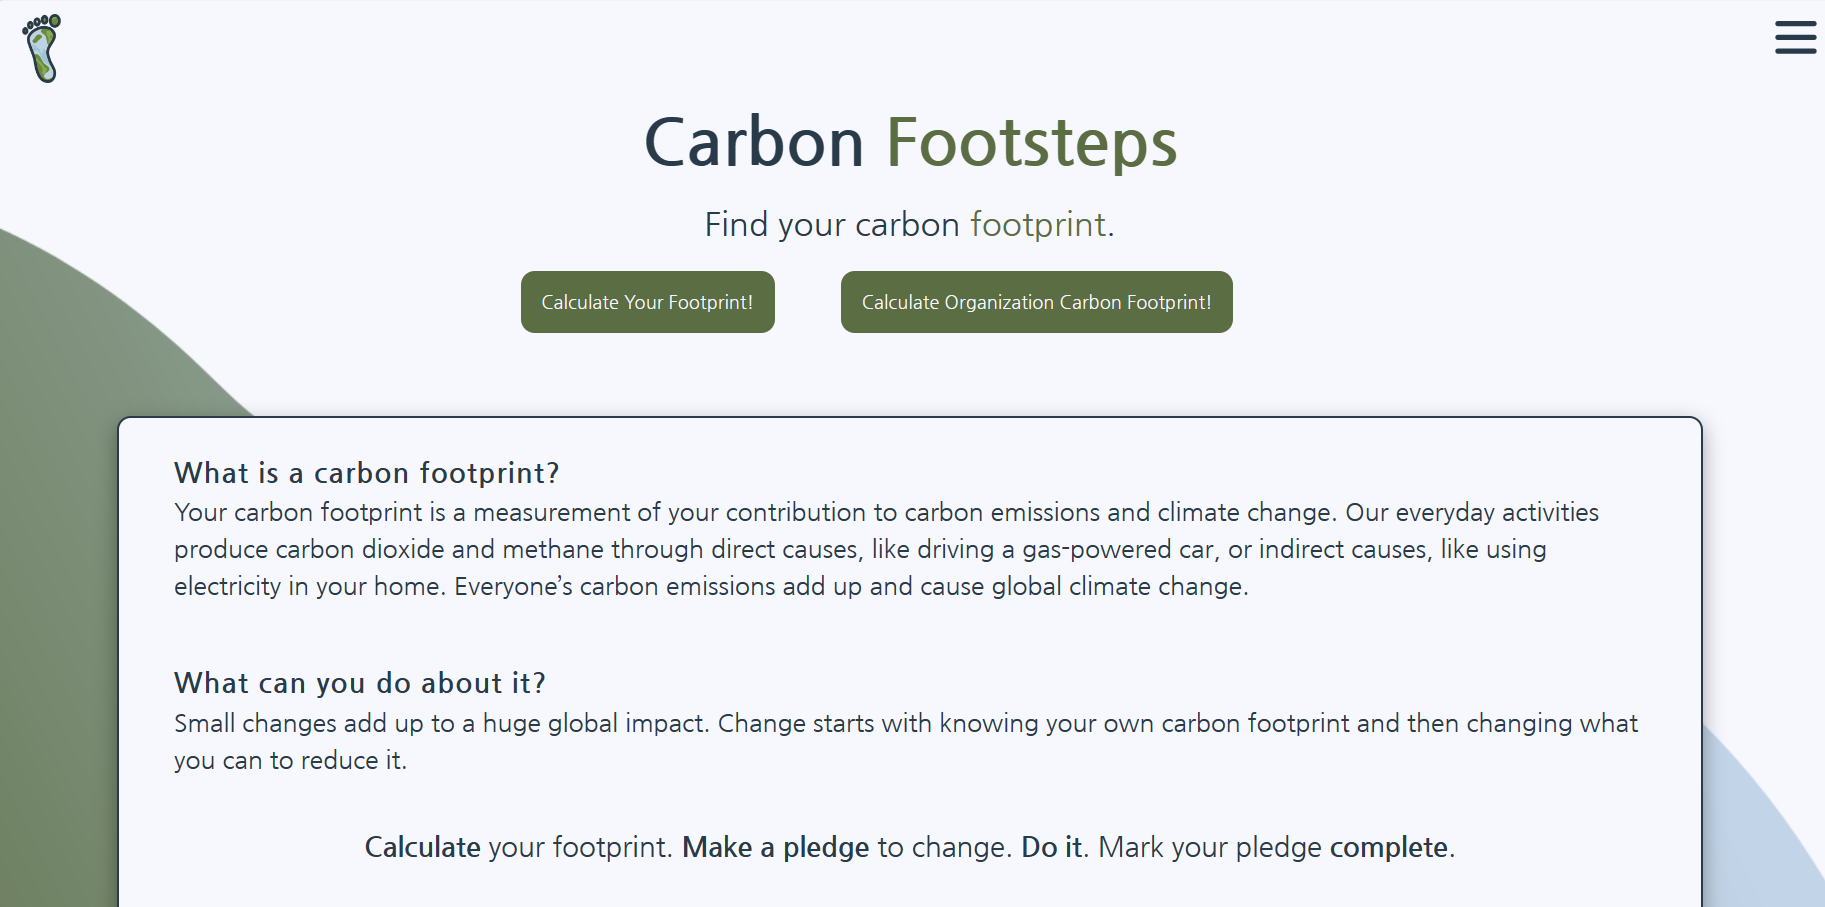 Carbon Footsteps
Find your carbon footprint.
Calculate Your Footprint!
Calculate Organization Carbon Footprint!
What is a carbon footprint?
Your carbon footprint is a measurement of your contribution to carbon emissions and climate change. Our everyday activities
produce carbon dioxide and methane through direct causes, like driving a gas-powered car, or indirect causes, like using
electricity in your home. Everyone’s carbon emissions add up and cause global climate change.
What can you do about it?
Small changes add up to a huge global impact. Change starts with knowing your own carbon footprint and then changing what
you can to reduce it.
Calculate your footprint. Make a pledge to change. Do it. Mark your pledge complete.